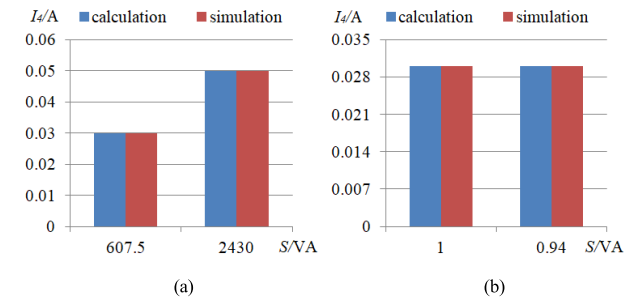 I4/A calculation simulation
0.06
0.05
0.04
0.03
0.02
0.01
0
607.5 2430 S/VA
(a)
I4/A calculation simulation
0.035
0.028
0.021
0.014
0.007
0
1 0.94 S/VA
(b)